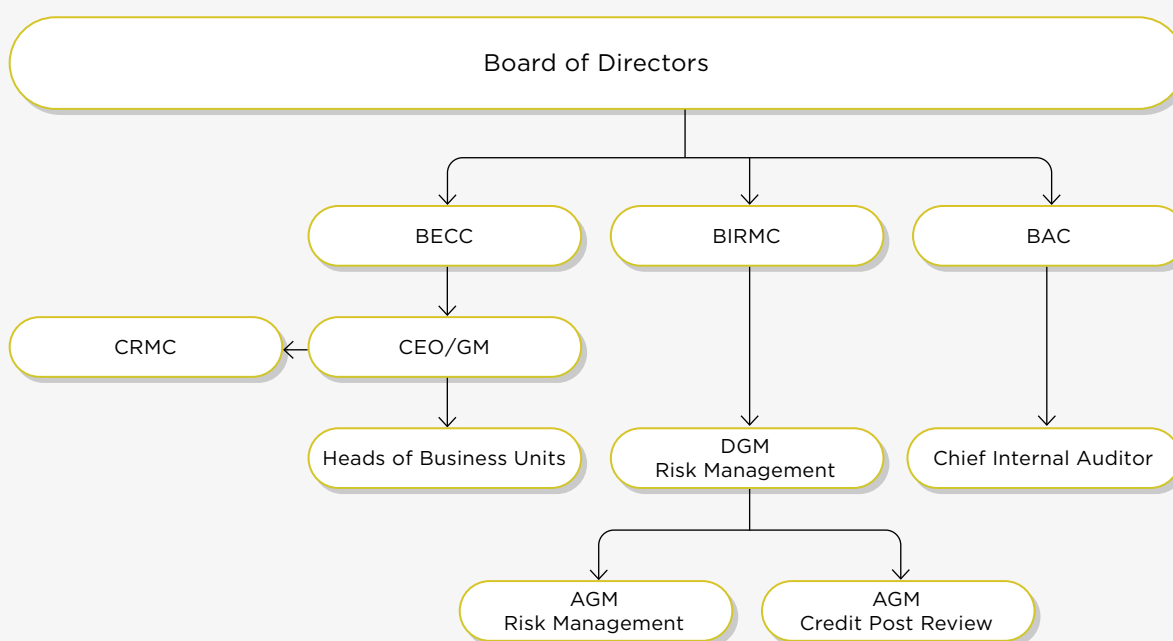 Board of Directors
BECC
BIRMC
BAC
CRMC
CEO/GM
Heads of Business Units
DGM
Risk Management
Chief Internal Auditor
AGM
Risk Management
AGM
Credit Post Review